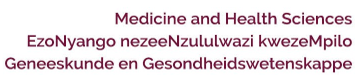 Medicine and Health Sciences
EzoNyango nezeeNzululwazi kwezeMpilo
Geneeskunde en Gesondheidswetenskappe